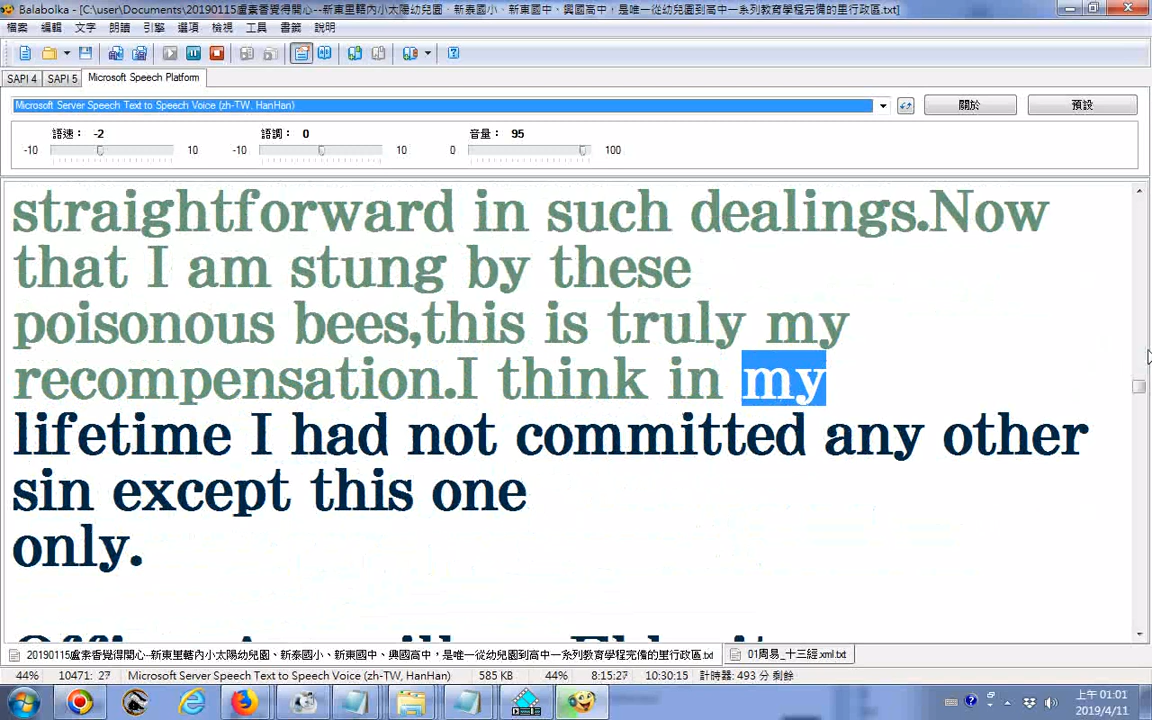 Balabolka - [C:\user\Documents\20190115盧素香覺得開心--新東里轄內小太陽幼兒園、新泰國小、新東國中、興國高中，是唯一從幼兒園到高中一系列教育學程完備的里行政區.txt]
檔案 編輯 文字 朗讀 引擎 選項 檢視 工具 書籤 說明
SAPI 4 SAPI 5 Microsoft Speech Platform
Microsoft Server Speech Text to Speech Voice (zh-TW, HanHan) 關於 預設
語速： -2 語調： 0 音量： 95
-10 10 -10 10 0 100
straightforward in such dealings.Now
that I am stung by these
poisonous bees,this is truly my
recompensation.I think in my
lifetime I had not committed any other
sin except this one
only.
20190115盧素香覺得開心--新東里轄內小太陽幼兒園、新泰國小、新東國中、興國高中，是唯一從幼兒園到高中一系列教育學程完備的里行政區.txt 01周易_十三經.xml.txt
44% 10471: 27 Microsoft Server Speech Text to Speech Voice (zh-TW, HanHan) 585 KB 44% 8:15:27 10:30:15 計時器: 493 分 剩餘
上午 01:01
2019/4/11